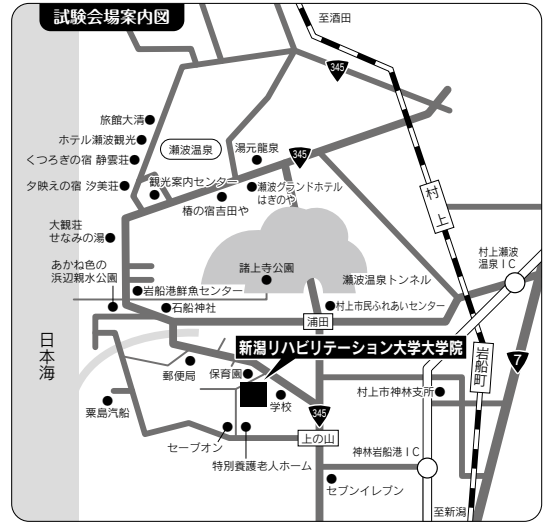 試験会場案内図
至酒田
345
旅館大清
ホテル瀬波観光
くつろぎの宿 静雲荘
夕映えの宿 汐美荘
瀬波温泉
湯元龍泉
345
観光案内センター
椿の宿吉田や
瀬波グランドホテル
はぎのや
村上
大観荘
せなみの湯
あかね色の
浜辺親水公園
諸上寺公園
瀬波温泉トンネル
村上瀬波
温泉IC
岩船港鮮魚センター
石船神社
村上市民ふれあいセンター
浦田
日本海
新潟リハビリテーション大学大学院
岩船町
7
郵便局
保育園
学校
345
村上市神林支所
粟島汽船
セーブオン
上の山
特別養護老人ホーム
神林岩船港IC
セブンイレブン
至新潟